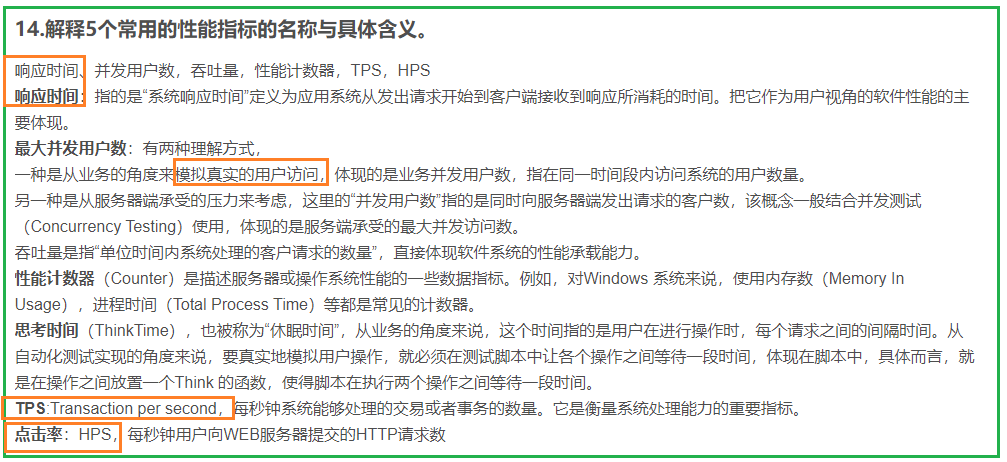 14.解释5个常用的性能指标的名称与具体含义。
响应时间、并发用户数，吞吐量，性能计数器，TPS，HPS
响应时间：指的是“系统响应时间”定义为应用系统从发出请求开始到客户端接收到响应所消耗的时间。把它作为用户视角的软件性能的主
要体现。
最大并发用户数：有两种理解方式，
一种是从业务的角度来模拟真实的用户访问，体现的是业务并发用户数，指在同一时间段内访问系统的用户数量。
另一种是从服务器端承受的压力来考虑，这里的“并发用户数”指的是同时向服务器端发出请求的客户数，该概念一般结合并发测试
（Concurrency Testing）使用，体现的是服务端承受的最大并发访问数。
吞吐量是指“单位时间内系统处理的客户请求的数量”，直接体现软件系统的性能承载能力。
性能计数器（Counter）是描述服务器或操作系统性能的一些数据指标。例如，对Windows 系统来说，使用内存数（Memory In
Usage），进程时间（Total Process Time）等都是常见的计数器。
思考时间（ThinkTime），也被称为“休眠时间”，从业务的角度来说，这个时间指的是用户在进行操作时，每个请求之间的间隔时间。从
自动化测试实现的角度来说，要真实地模拟用户操作，就必须在测试脚本中让各个操作之间等待一段时间，体现在脚本中，具体而言，就
是在操作之间放置一个Think 的函数，使得脚本在执行两个操作之间等待一段时间。
TPS:Transaction per second，每秒钟系统能够处理的交易或者事务的数量。它是衡量系统处理能力的重要指标。
点击率：HPS，每秒钟用户向WEB服务器提交的HTTP请求数